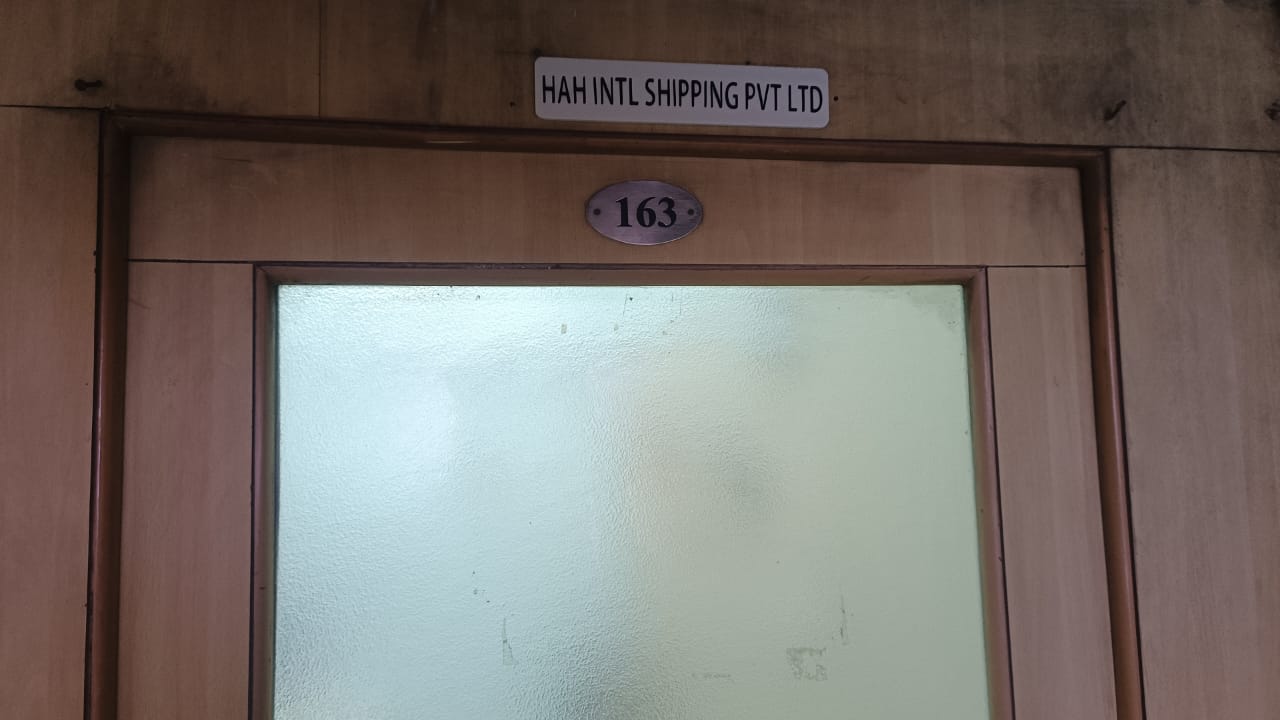 HAH INTL SHIPPING PVT LTD
163